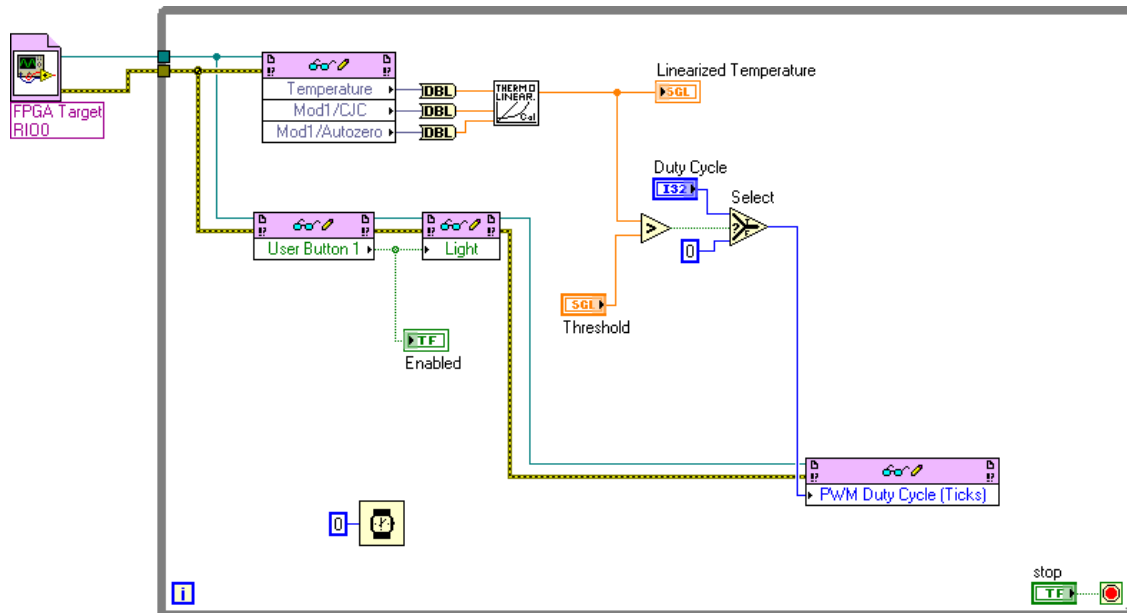 FPGA Target
RIO0
Temperature
Mod1/CJC
Mod1/Autozero
DBL
DBL
DBL
THERMO
LINEAR.
Cal
Linearized Temperature
SGL
Duty Cycle
I32
Select
T
?
F
0
>
SGL
Threshold
User Button 1
Light
TF
Enabled
PWM Duty Cycle (Ticks)
0
i
stop
TF